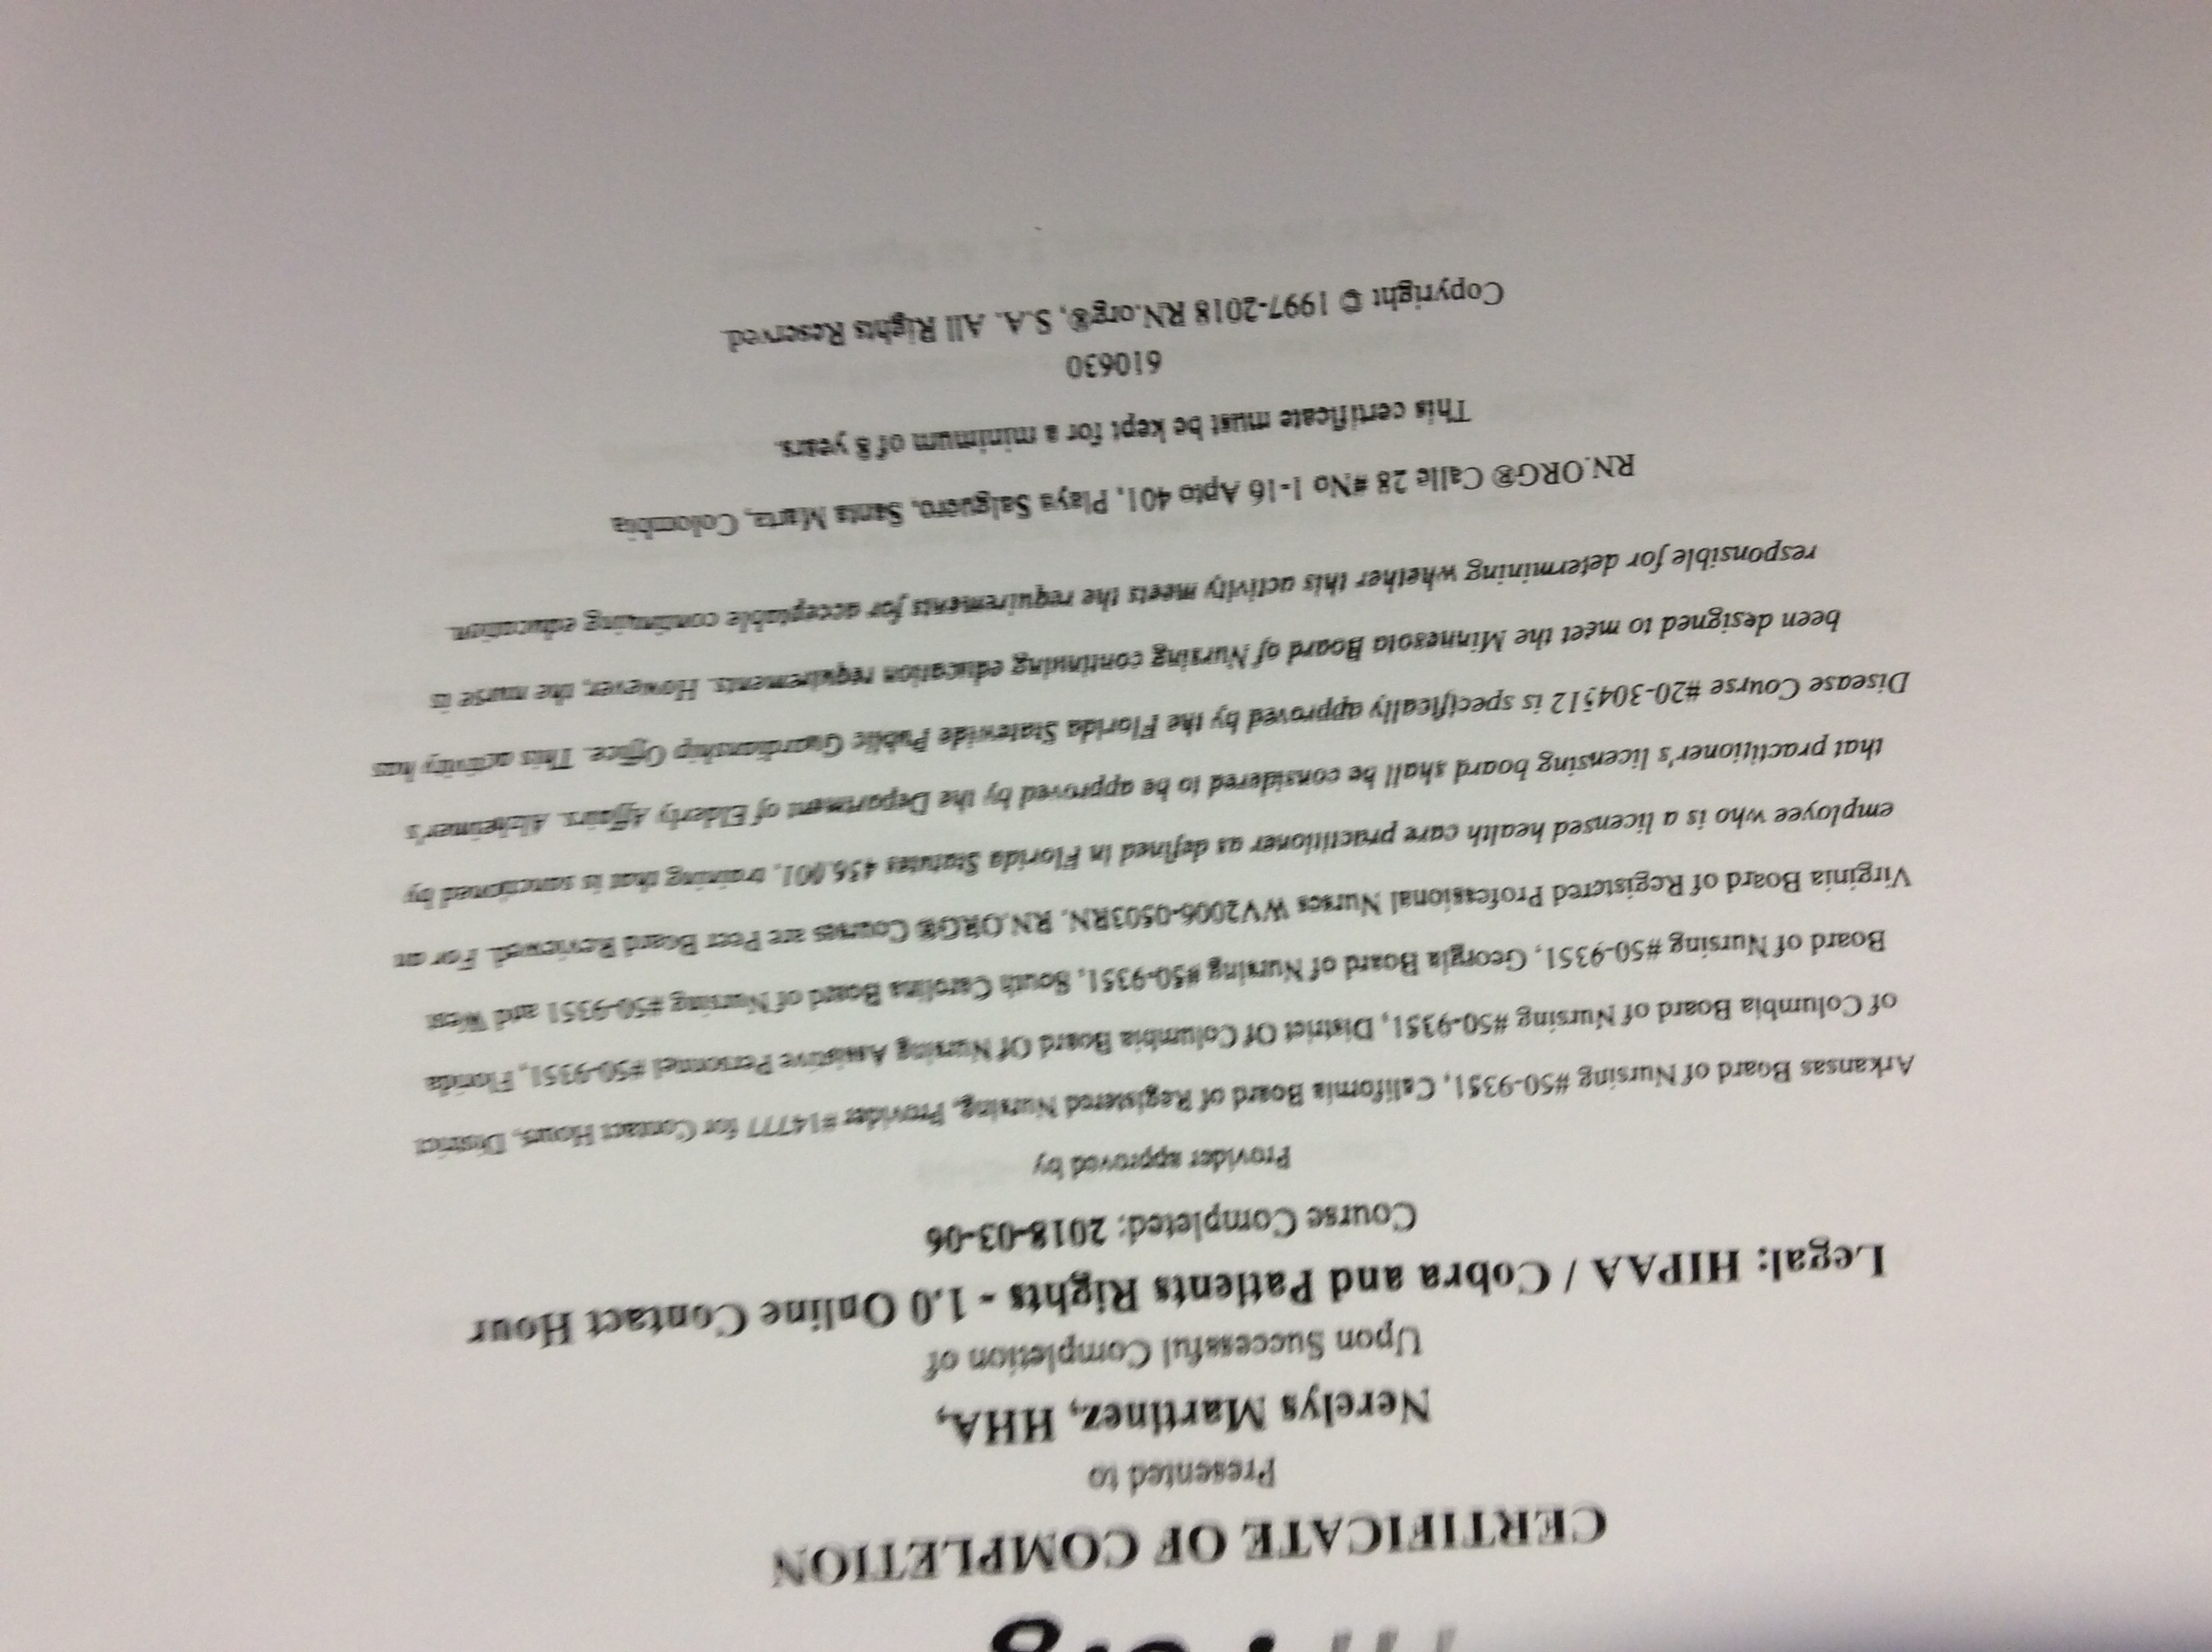 .org
CERTIFICATE OF COMPLETION
Presented to
Nerelys Martinez, HHA,
Upon Successful Completion of
Legal: HIPAA / Cobra and Patients Rights - 1.0 Online Contact Hour
Course Completed: 2018-03-06
Provider approved by
Arkansas Board of Nursing #50-9351, California Board of Registered Nursing, Provider #14777 for Contact Hours, District
of Columbia Board of Nursing #50-9351, District Of Columbia Board Of Nursing Assistive Personnel #50-9351, Florida
Board of Nursing #50-9351, Georgia Board of Nursing #50-9351, South Carolina Board of Nursing #50-9351 and West
Virginia Board of Registered Professional Nurses WV2006-0503RN. RN.ORG® Courses are Peer Board Reviewed. For an
employee who is a licensed health care practitioner as defined in Florida Statutes 456.001, training that is sanctioned by
that practitioner's licensing board shall be considered to be approved by the Department of Elderly Affairs. Alzheimer's
Disease Course #20-304512 is specifically approved by the Florida Statewide Public Guardianship Office. This activity has
been designed to meet the Minnesota Board of Nursing continuing education requirements. However, the nurse is
responsible for determining whether this activity meets the requirements for acceptable continuing education.
RN.ORG® Calle 28 #No 1-16 Apto 401, Playa Salguero, Santa Marta, Colombia
This certificate must be kept for a minimum of 8 years.
610630
Copyright © 1997-2018 RN.org®, S.A. All Rights Reserved.